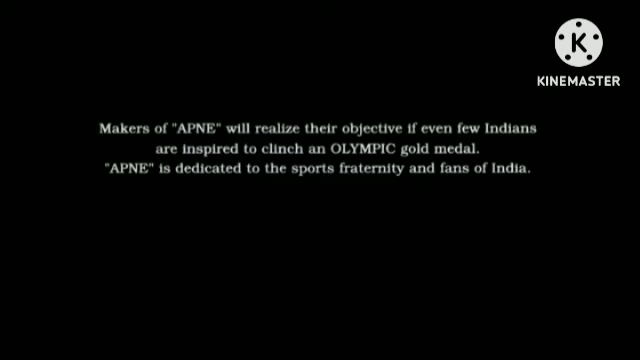 K
KINEMASTER
Makers of "APNE" will realize their objective if even few Indians
are inspired to clinch an OLYMPIC gold medal.
"APNE" is dedicated to the sports fraternity and fans of India.